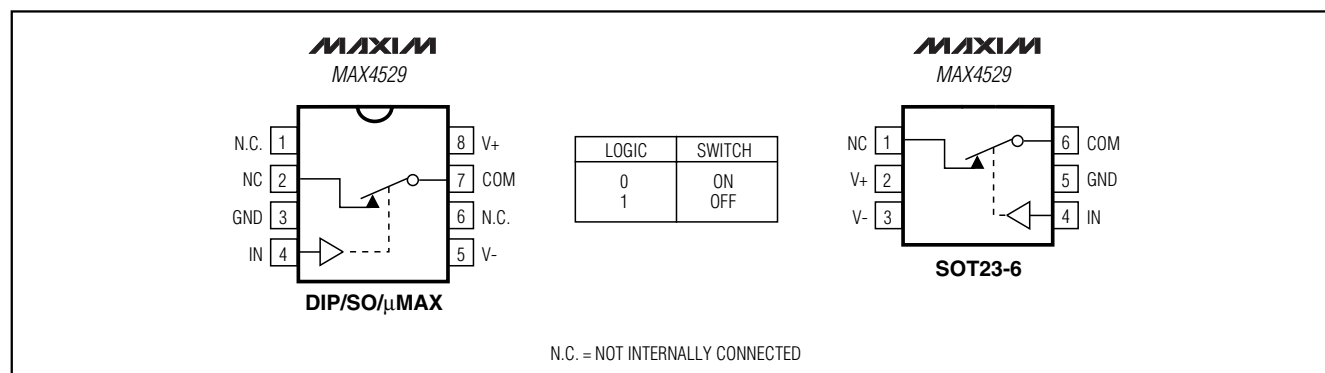 MAXIM
MAX4529
N.C. 1
NC 2
GND 3
IN 4
8 V+
7 COM
6 N.C.
5 V-
DIP/SO/μMAX
LOGIC SWITCH
0 ON
1 OFF
MAXIM
MAX4529
NC 1
V+ 2
V- 3
6 COM
5 GND
4 IN
SOT23-6
N.C. = NOT INTERNALLY CONNECTED